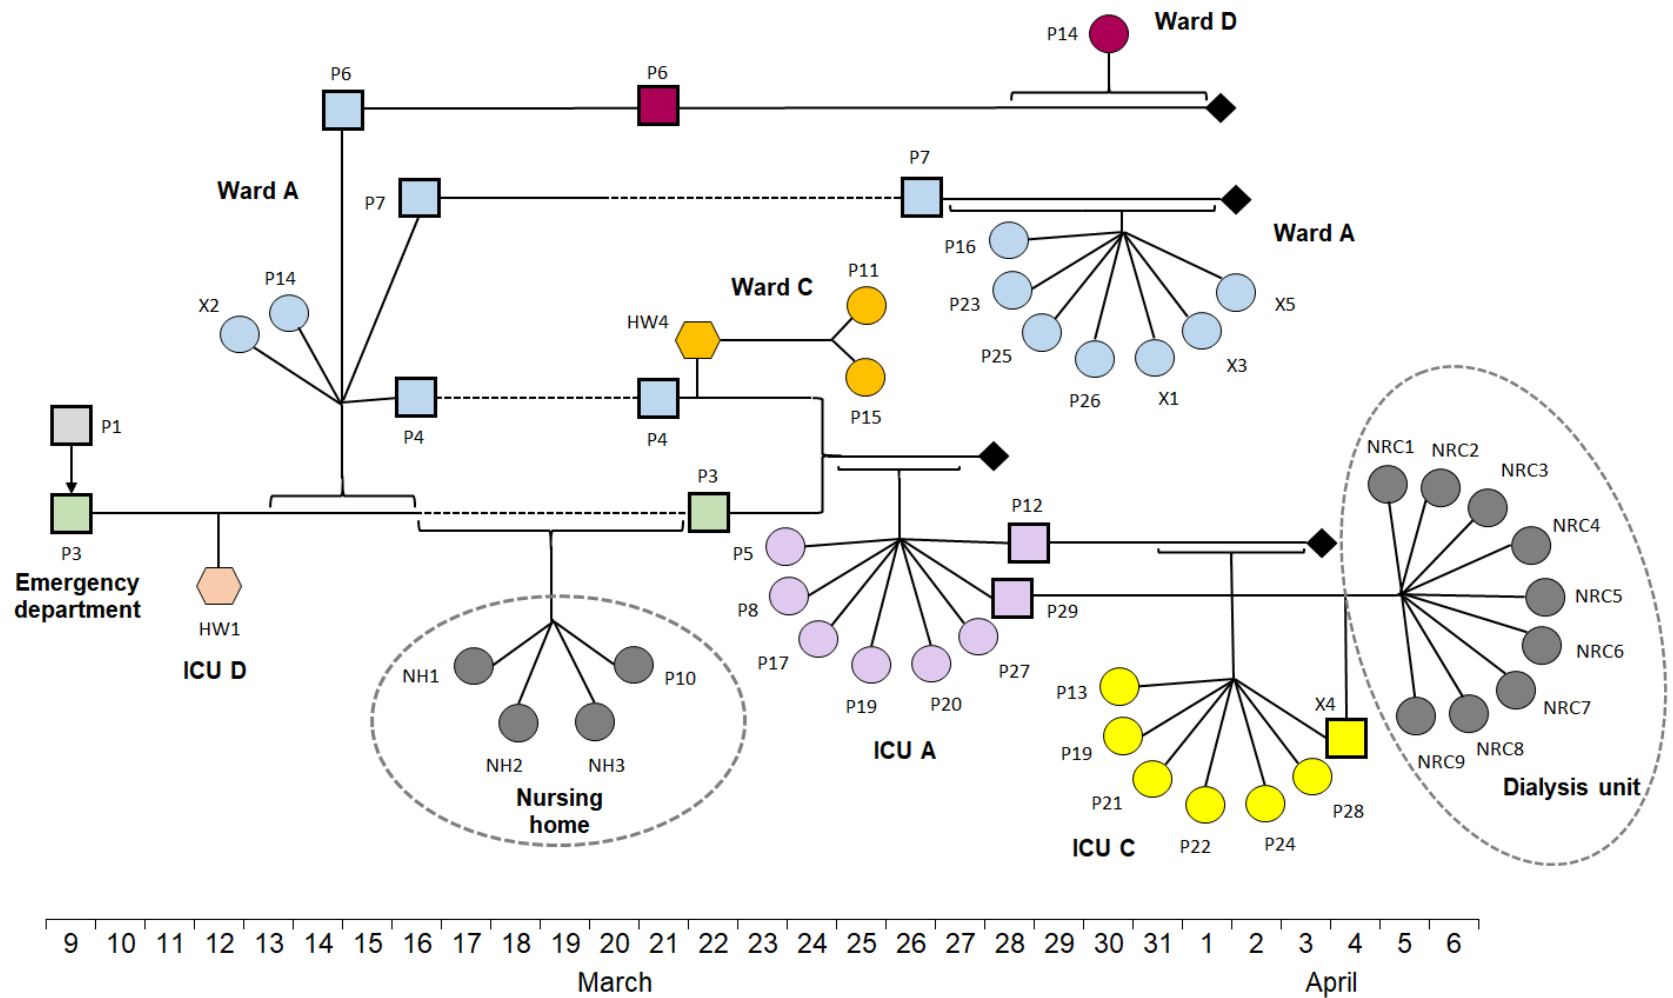 P14
Ward D
P6
P6
P7
Ward A
P7
P16
Ward A
P14
X2
P11
Ward C
HW4
P23
X5
P25
X3
P26
X1
P15
P1
P4
P4
P3
NRC1
NRC2
NRC3
NRC4
NRC5
NRC6
NRC7
NRC8
NRC9
Dialysis unit
P3
Emergency
department
HW1
ICU D
P12
P5
P8
P29
P17
P27
P19
P20
ICU A
NH1
P10
NH2
NH3
Nursing
home
P13
X4
P19
P21
P28
P22
P24
ICU C
9 10 11 12 13 14 15 16 17 18 19 20 21 22 23 24 25 26 27 28 29 30 31 1 2 3 4 5 6
March April